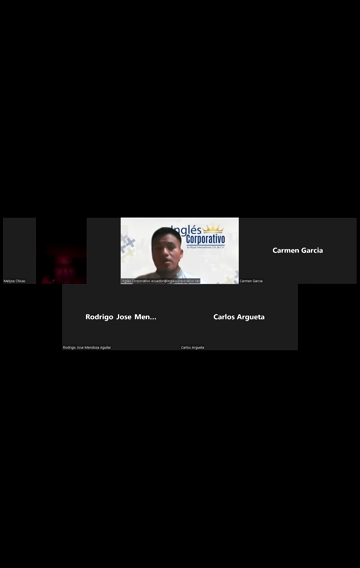 Inglés
Corporativo
Carmen Garcia
Carmen Garcia
Rodrigo Jose Men...
Carlos Argueta
Rodrigo Jose Mendoza Aguilar
Carlos Argueta